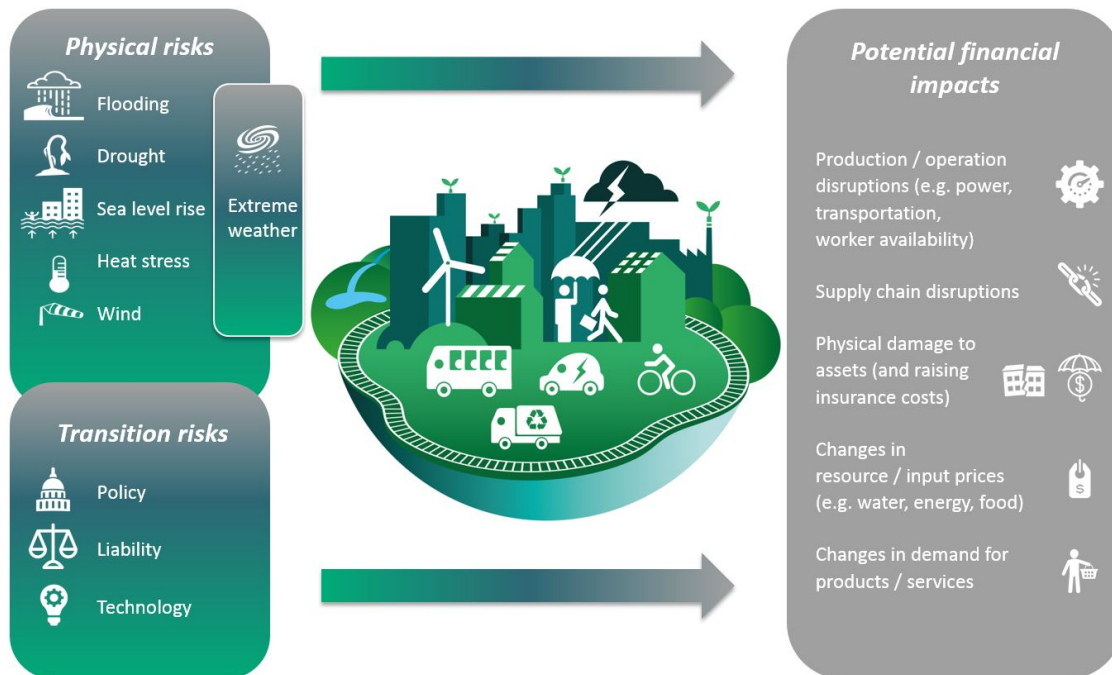 Physical risks
Flooding
Drought
Sea level rise
Heat stress
Wind
Extreme
weather
Transition risks
Policy
Liability
Technology
Potential financial
impacts
Production / operation
disruptions (e.g. power,
transportation,
worker availability)
Supply chain disruptions
Physical damage to
assets (and raising
insurance costs)
$
Changes in
resource / input prices
(e.g. water, energy, food)
$
Changes in demand for
products / services